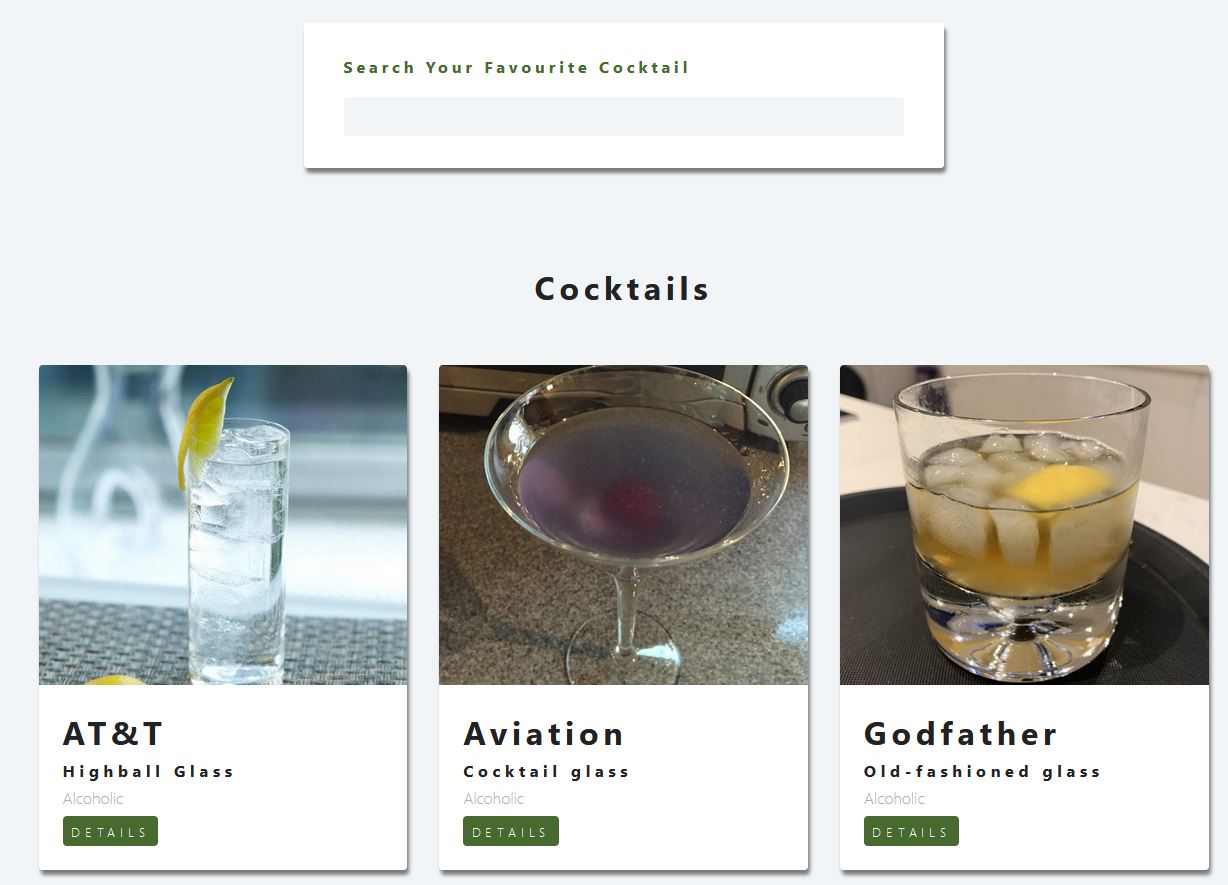 Search Your Favourite Cocktail
Cocktails
AT&T
Highball Glass
Alcoholic
DETAILS
Aviation
Cocktail glass
Alcoholic
DETAILS
Godfather
Old-fashioned glass
Alcoholic
DETAILS